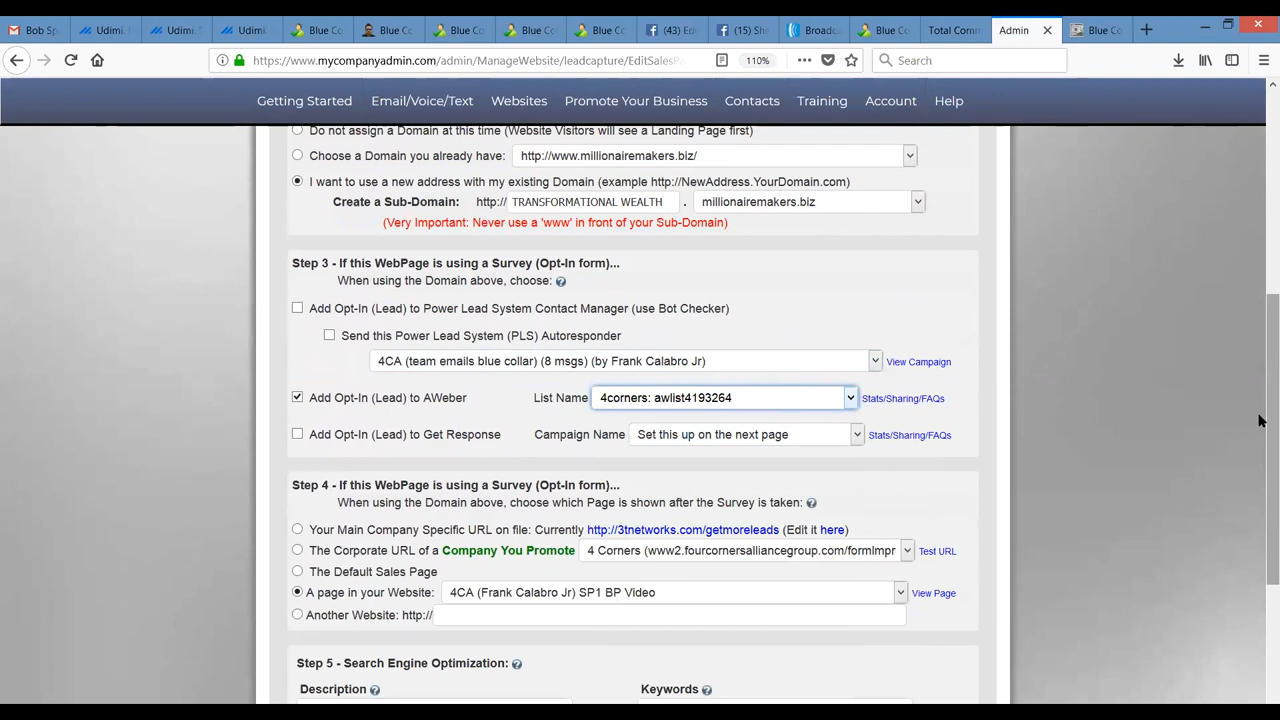 Bob Sp
Udimi.
Udimi.
Udimi.
Blue Co
Blue Co
Blue Co
Blue Co
Blue Co
(43) Ed
(15) She
Broadc
Blue Co
Total Comm
Admin
Blue Co
https://www.mycompanyadmin.com/admin/ManageWebsite/Leadcapture/EditSalesPa
110%
Search
Getting Started
Email/Voice/Text
Websites
Promote Your Business
Contacts
Training
Account
Help
Do not assign a Domain at this time (Website Visitors will see a Landing Page first)
Choose a Domain you already have: http://www.millionairemakers.biz/
I want to use a new address with my existing Domain (example http://NewAddress.YourDomain.com)
Create a Sub-Domain: http:// TRANSFORMATIONAL WEALTH . millionairemakers.biz
(Very Important: Never use a 'www' in front of your Sub-Domain)
Step 3 - If this WebPage is using a Survey (Opt-In form)...
When using the Domain above, choose: ?
Add Opt-In (Lead) to Power Lead System Contact Manager (use Bot Checker)
Send this Power Lead System (PLS) Autoresponder
4CA (team emails blue collar) (8 msgs) (by Frank Calabro Jr) View Campaign
Add Opt-In (Lead) to AWeber List Name 4corners: awlist4193264 Stats/Sharing/FAQs
Add Opt-In (Lead) to Get Response Campaign Name Set this up on the next page Stats/Sharing/FAQs
Step 4 - If this WebPage is using a Survey (Opt-In form)...
When using the Domain above, choose which Page is shown after the Survey is taken: ?
Your Main Company Specific URL on file: Currently http://3tnetworks.com/getmoreleads (Edit it here)
The Corporate URL of a Company You Promote 4 Corners (www2.fourcornersalliancegroup.com/formImpr Test URL
The Default Sales Page
A page in your Website: 4CA (Frank Calabro Jr) SP1 BP Video View Page
Another Website: http://
Step 5 - Search Engine Optimization: ?
Description ? Keywords ?